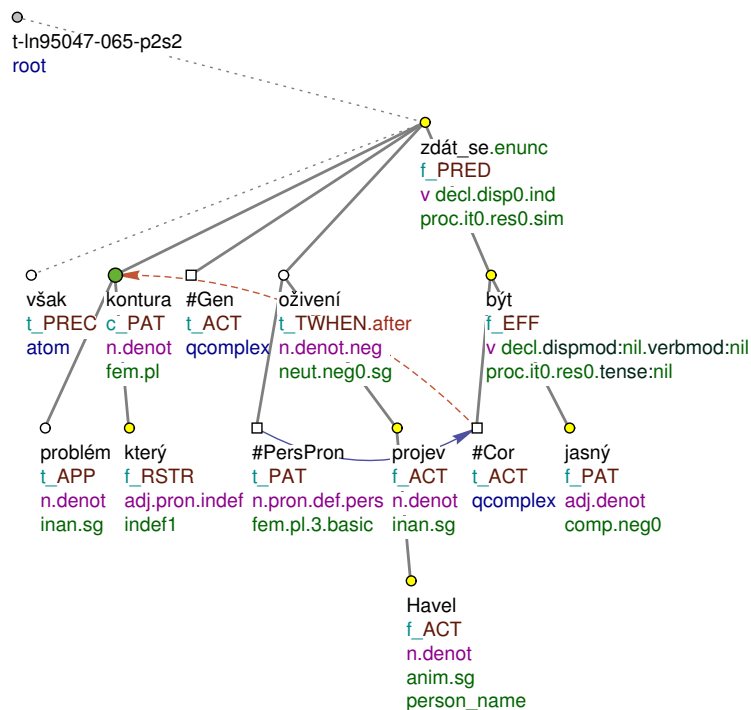 t-ln95047-065-p2s2
root
zdát_se.enunc
f_PRED
v decl.disp0.ind
proc.it0.res0.sim
však
t_PREC
atom
kontura
c_PAT
n.denot
fem.pl
#Gen
t_ACT
qcomplex
oživení
t_TWHEN.after
n.denot.neg
neut.neg0.sg
být
f_EFF
v decl.dispmod:nil.verbmod:nil
proc.it0.res0.tense:nil
problém
t_APP
n.denot
inan.sg
který
f_RSTR
adj.pron.indef
indef1
#PersPron
t_PAT
n.pron.def.pers
fem.pl.3.basic
projev
f_ACT
n.denot
inan.sg
#Cor
t_ACT
qcomplex
jasný
f_PAT
adj.denot
comp.neg0
Havel
f_ACT
n.denot
anim.sg
person_name